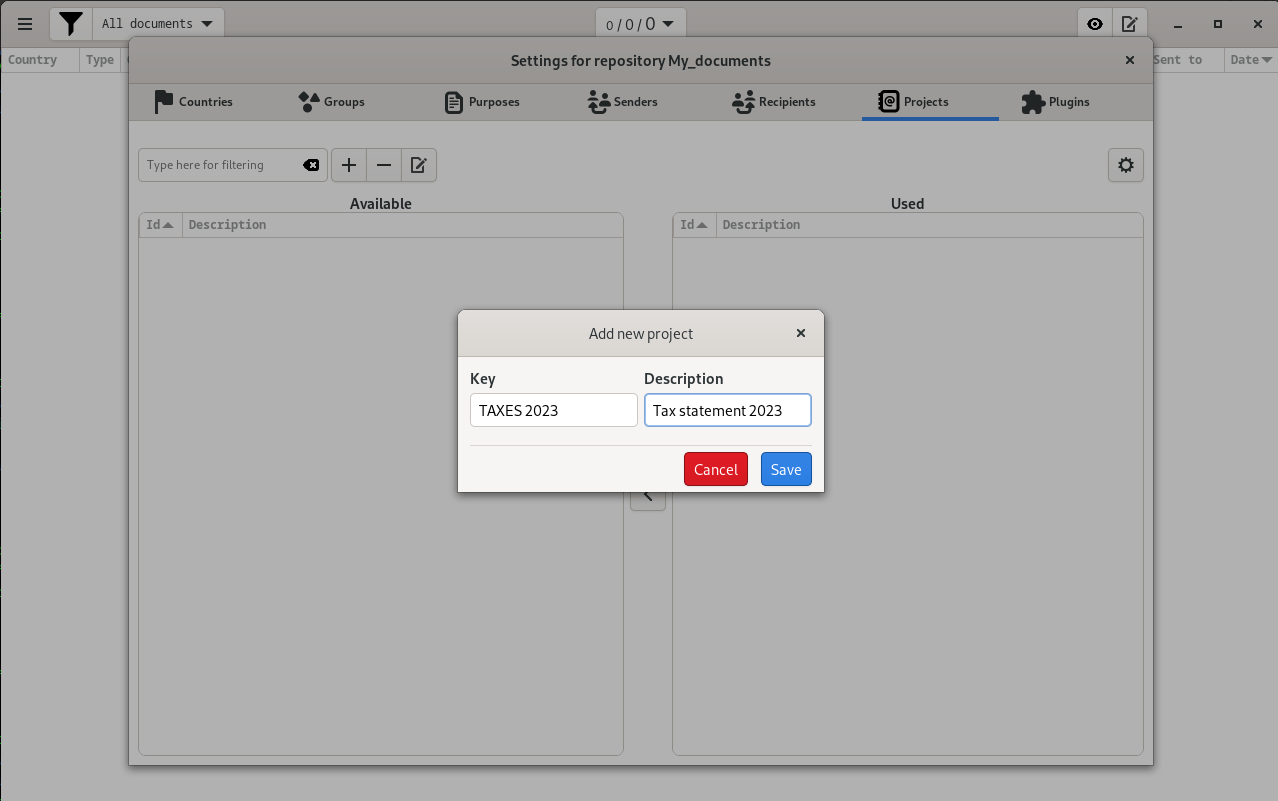 All documents
0 / 0 / 0
Country Type Sent to Date
Settings for repository My_documents
Countries Groups Purposes Senders Recipients Projects Plugins
Type here for filtering
Available Used
Id Description Id Description
Add new project
Key Description
TAXES 2023 Tax statement 2023
Cancel Save